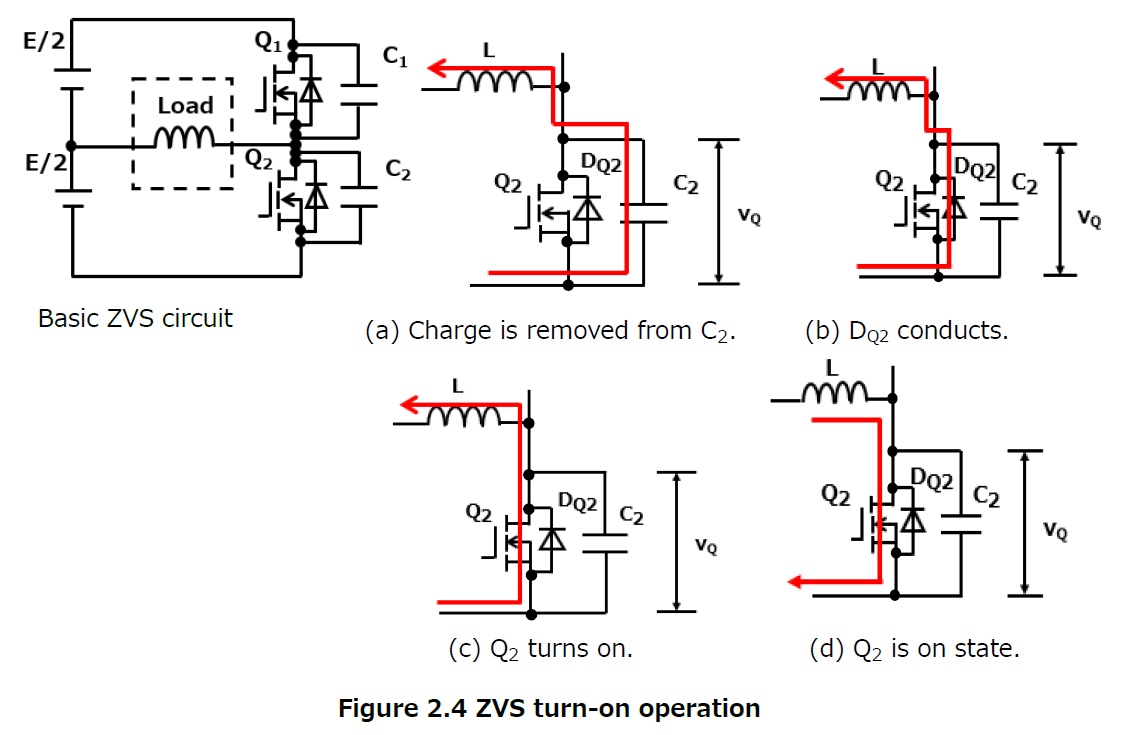 E/2
Q1
C1
Load
E/2
Q2
C2
Basic ZVS circuit
L
Q2
DQ2
C2
vQ
(a) Charge is removed from C2.
L
Q2
DQ2
C2
vQ
(b) DQ2 conducts.
L
Q2
DQ2
C2
vQ
(c) Q2 turns on.
L
Q2
DQ2
C2
vQ
(d) Q2 is on state.
Figure 2.4 ZVS turn-on operation